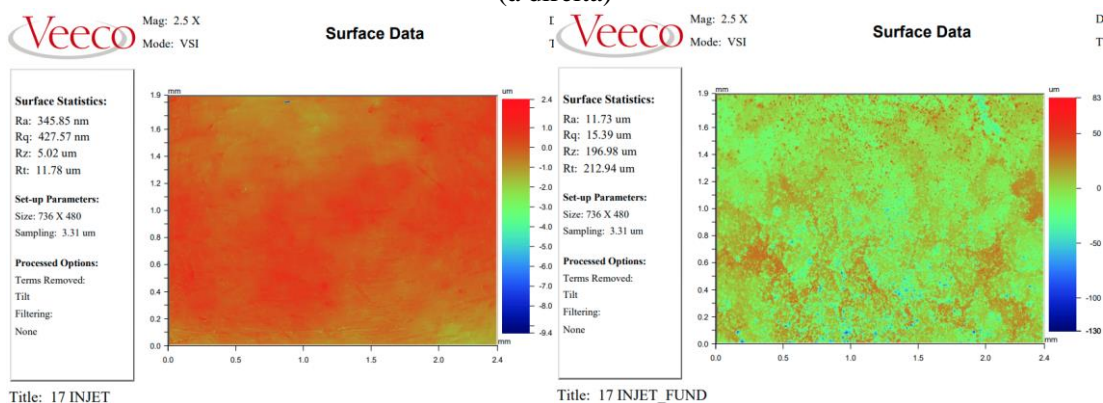 (à direita)
Veeco
Mag: 2.5 X
Mode: VSI
Surface Data
D
T
Surface Statistics:
Ra: 345.85 nm
Rq: 427.57 nm
Rz: 5.02 um
Rt: 11.78 um
Set-up Parameters:
Size: 736 X 480
Sampling: 3.31 um
Processed Options:
Terms Removed:
Tilt
Filtering:
None
mm
1.9
1.6
1.4
1.2
1.0
0.8
0.6
0.4
0.2
0.0
0.0 0.5 1.0 1.5 2.0 2.4
mm
um
2.4
1.0
0.0
-1.0
-2.0
-3.0
-4.0
-5.0
-6.0
-7.0
-8.0
-9.4
Title: 17 INJET
Veeco
Mag: 2.5 X
Mode: VSI
Surface Data
D
T
Surface Statistics:
Ra: 11.73 um
Rq: 15.39 um
Rz: 196.98 um
Rt: 212.94 um
Set-up Parameters:
Size: 736 X 480
Sampling: 3.31 um
Processed Options:
Terms Removed:
Tilt
Filtering:
None
mm
1.9
1.6
1.4
1.2
1.0
0.8
0.6
0.4
0.2
0.0
0.0 0.5 1.0 1.5 2.0 2.4
mm
um
83
50
0
-50
-100
-130
Title: 17 INJET_FUND